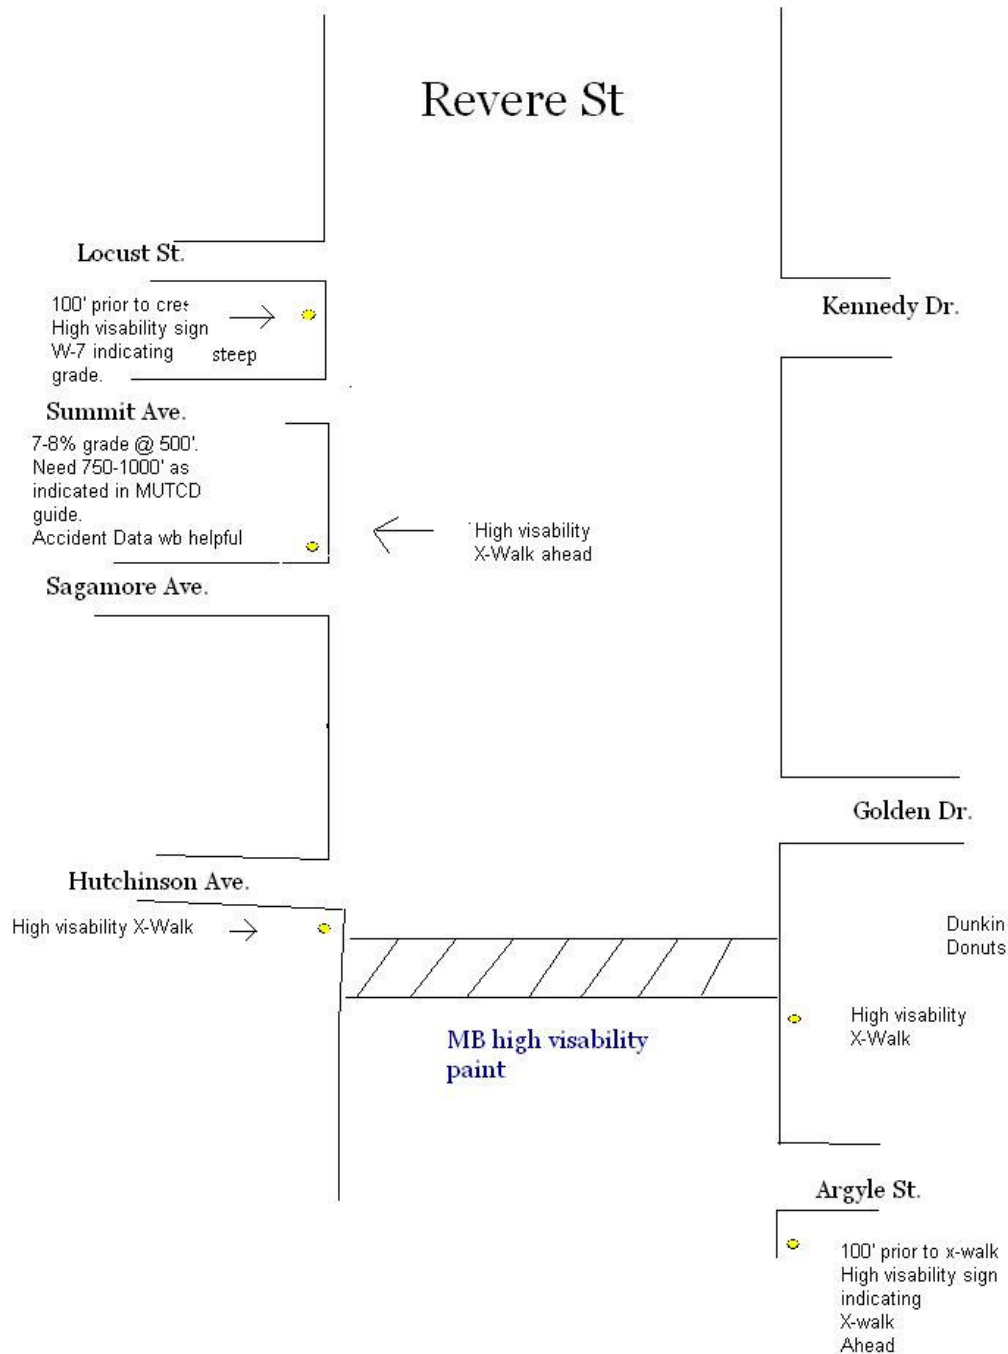 Revere St
Locust St.
100' prior to cres
High visability sign
W-7 indicating steep
grade.
Kennedy Dr.
Summit Ave.
7-8% grade @ 500'.
Need 750-1000' as
indicated in MUTCD
guide.
Accident Data wb helpful
High visability
X-Walk ahead
Sagamore Ave.
Golden Dr.
Hutchinson Ave.
High visability X-Walk
Dunkin
Donuts
High visability
X-Walk
MB high visability
paint
Argyle St.
100' prior to x-walk
High visability sign
indicating
X-walk
Ahead